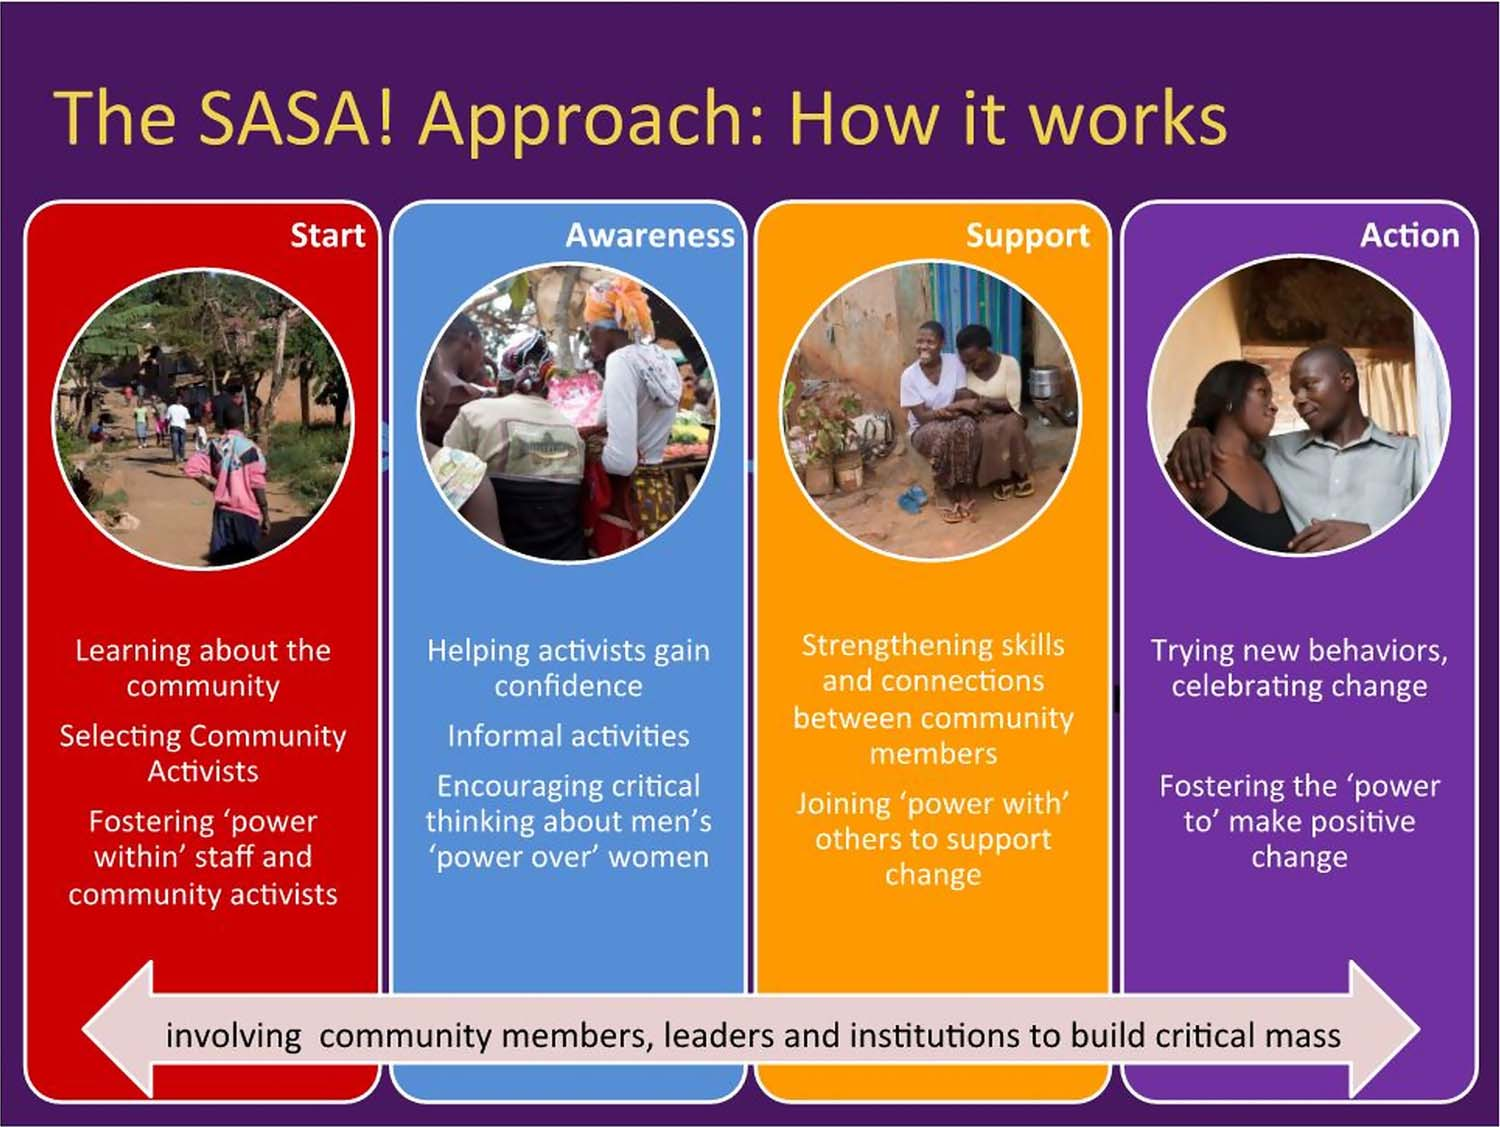 The SASA! Approach: How it works
Start
Learning about the
community
Selecting Community
Activists
Fostering ‘power
within’ staff and
community activists
Awareness
Helping activists gain
confidence
Informal activities
Encouraging critical
thinking about men’s
‘power over’ women
Support
Strengthening skills
and connections
between community
members
Joining ‘power with’
others to support
change
Action
Trying new behaviors,
celebrating change
Fostering the ‘power
to’ make positive
change
involving  community members, leaders and institutions to build critical mass